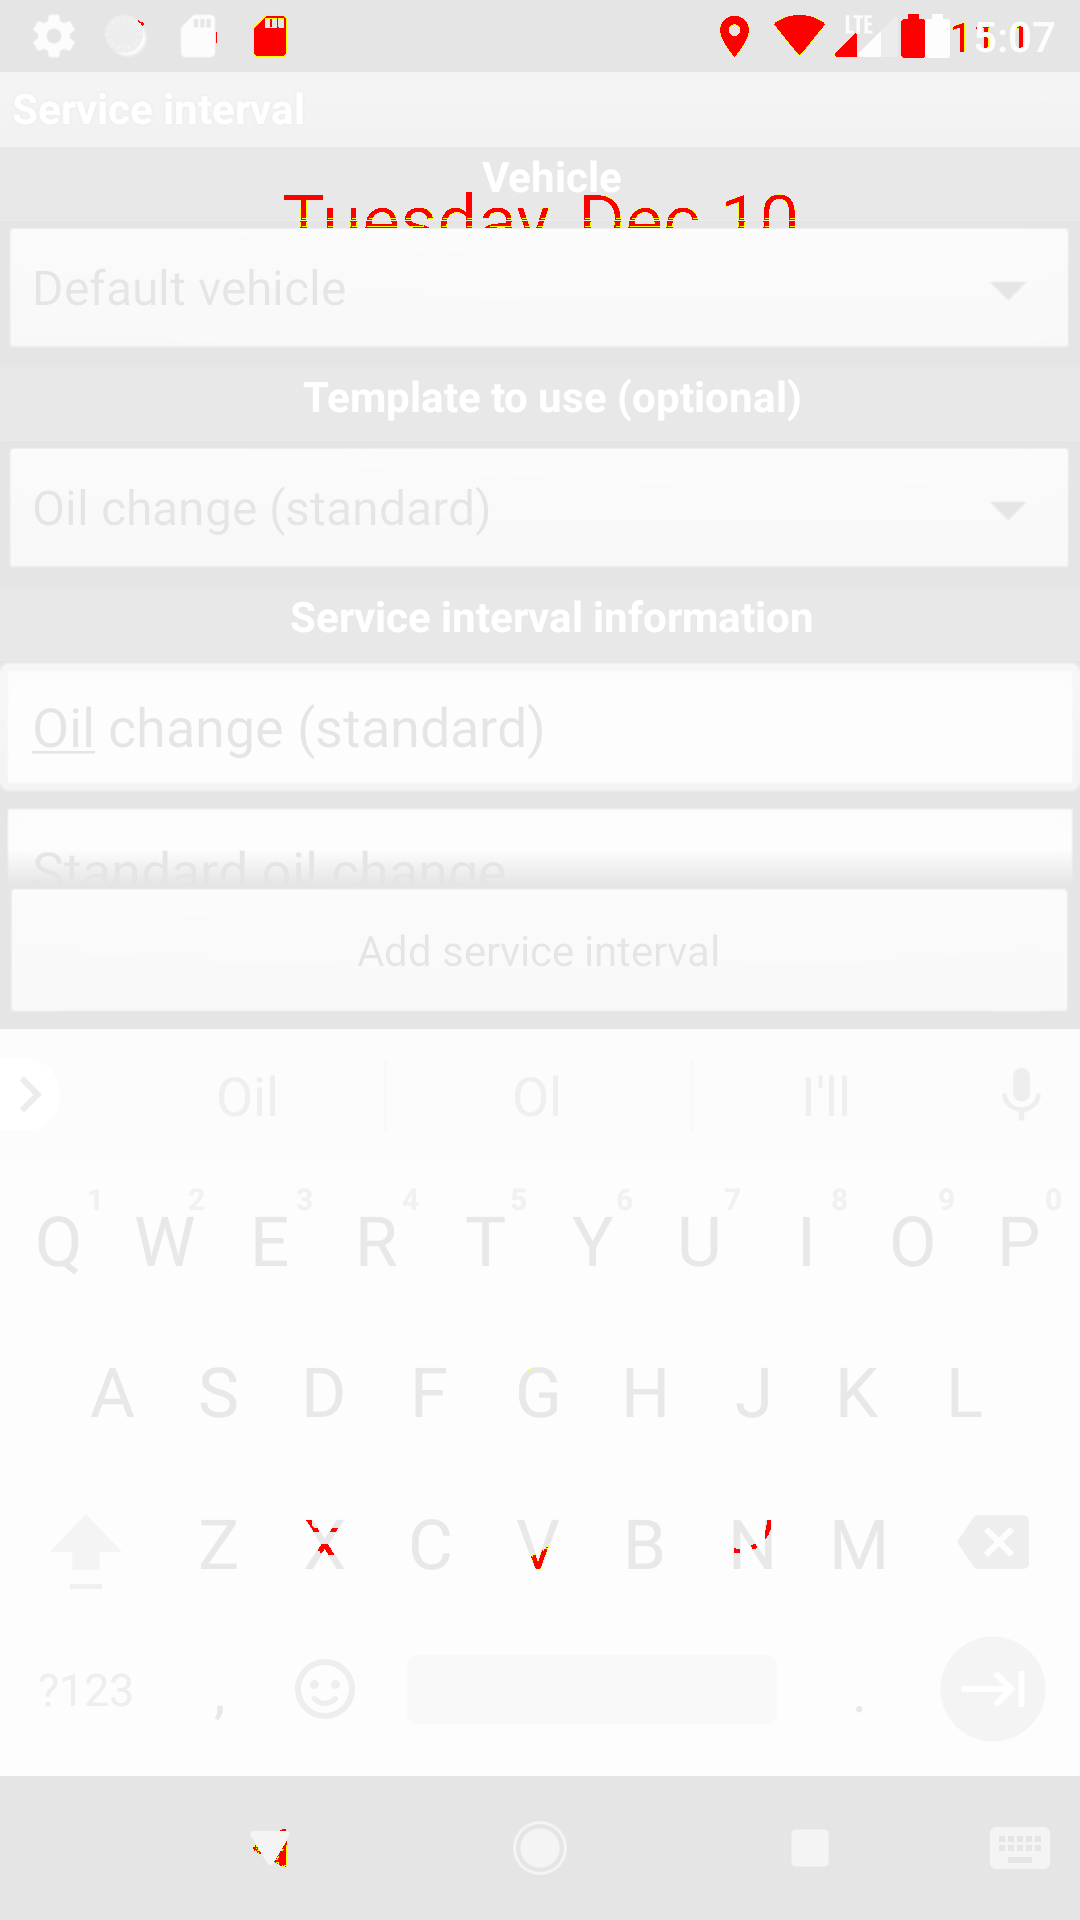 LTE 15:07
Service interval
Vehicle
Tuesday, Dec 10
Default vehicle
Template to use (optional)
Oil change (standard)
Service interval information
Oil change (standard)
Standard oil change
Add service interval
Oil Ol I'll
1 2 3 4 5 6 7 8 9 0
Q W E R T Y U I O P
A S D F G H J K L
Z X C V B N M
?123 , .